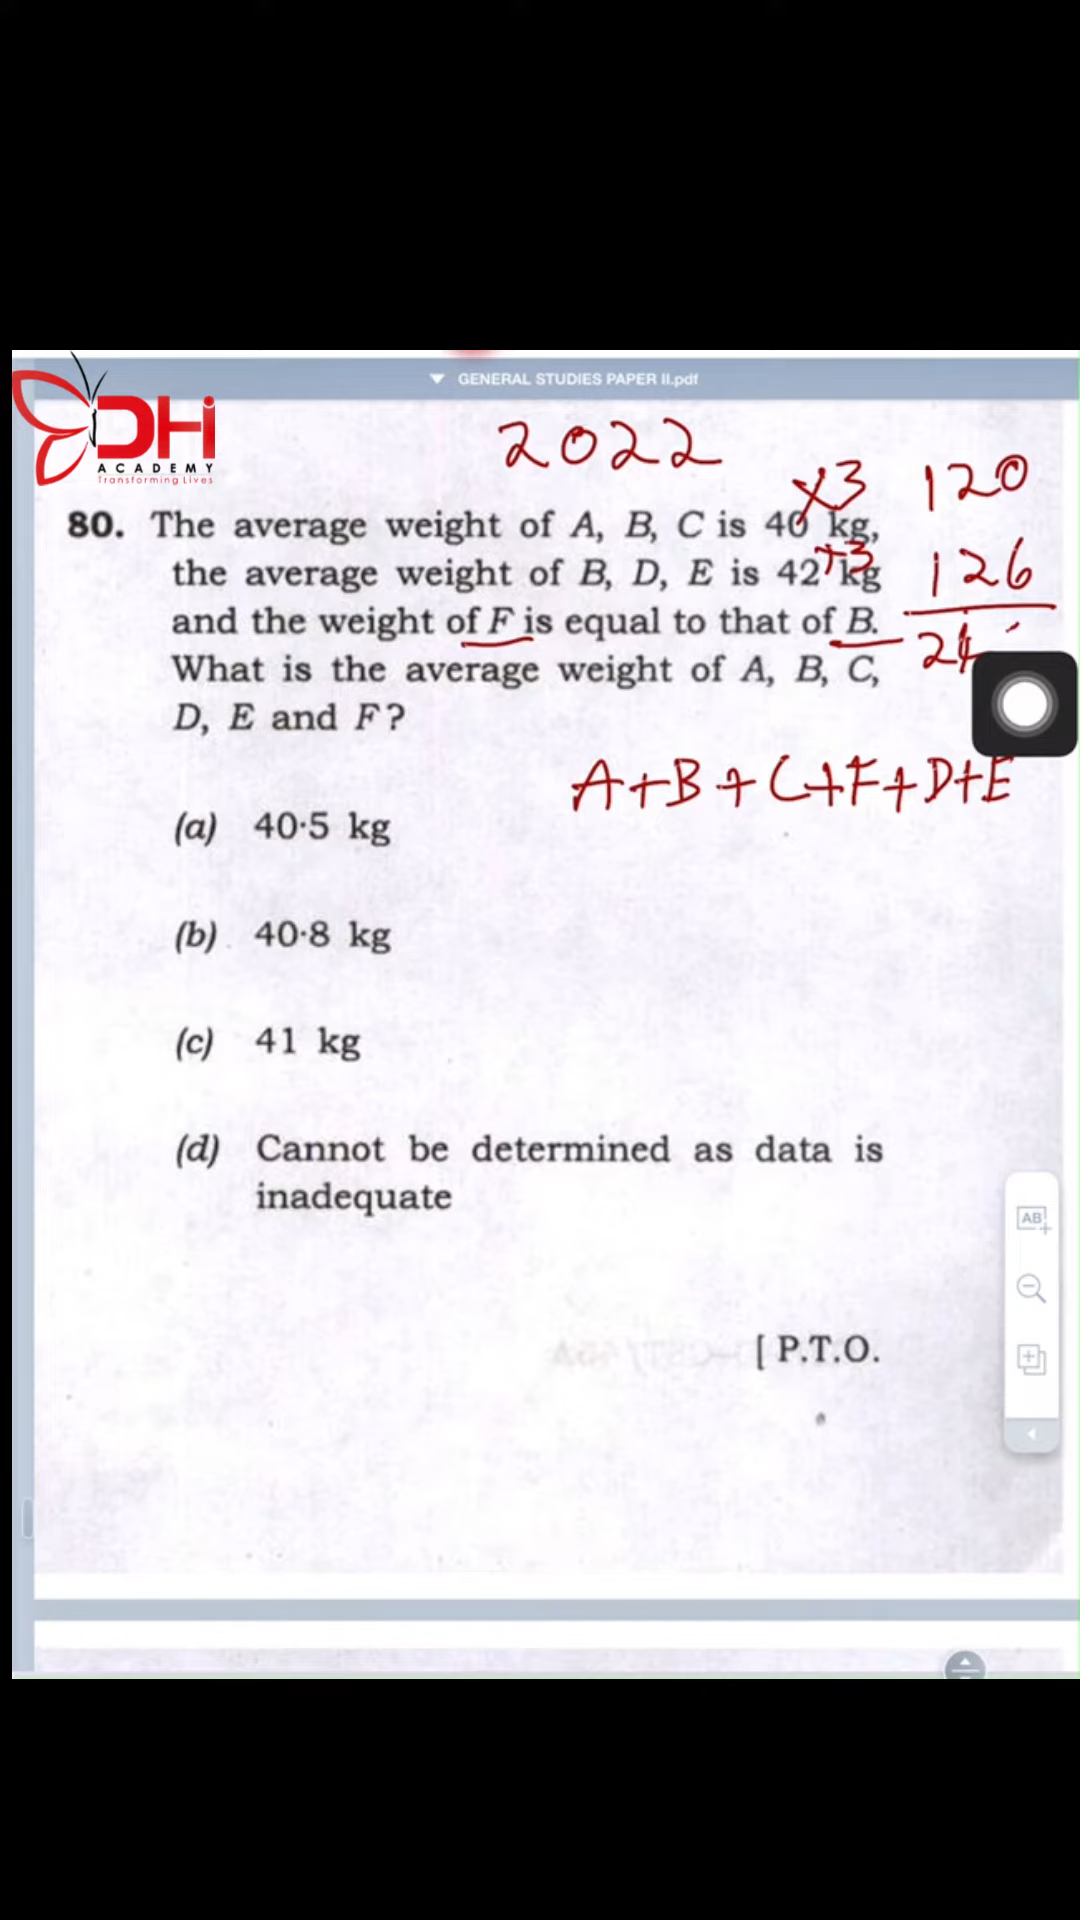 GENERAL STUDIES PAPER II.pdf
DHi
ACADEMY
Transforming Lives
2022
×3 120
80. The average weight of A, B, C is 40 kg,
×3 126
the average weight of B, D, E is 42 kg
and the weight of F is equal to that of B.
24
What is the average weight of A, B, C,
D, E and F?
A+B+C+F+D+E
(a) 40·5 kg
(b) 40·8 kg
(c) 41 kg
(d) Cannot be determined as data is
inadequate
[ P.T.O.
AB